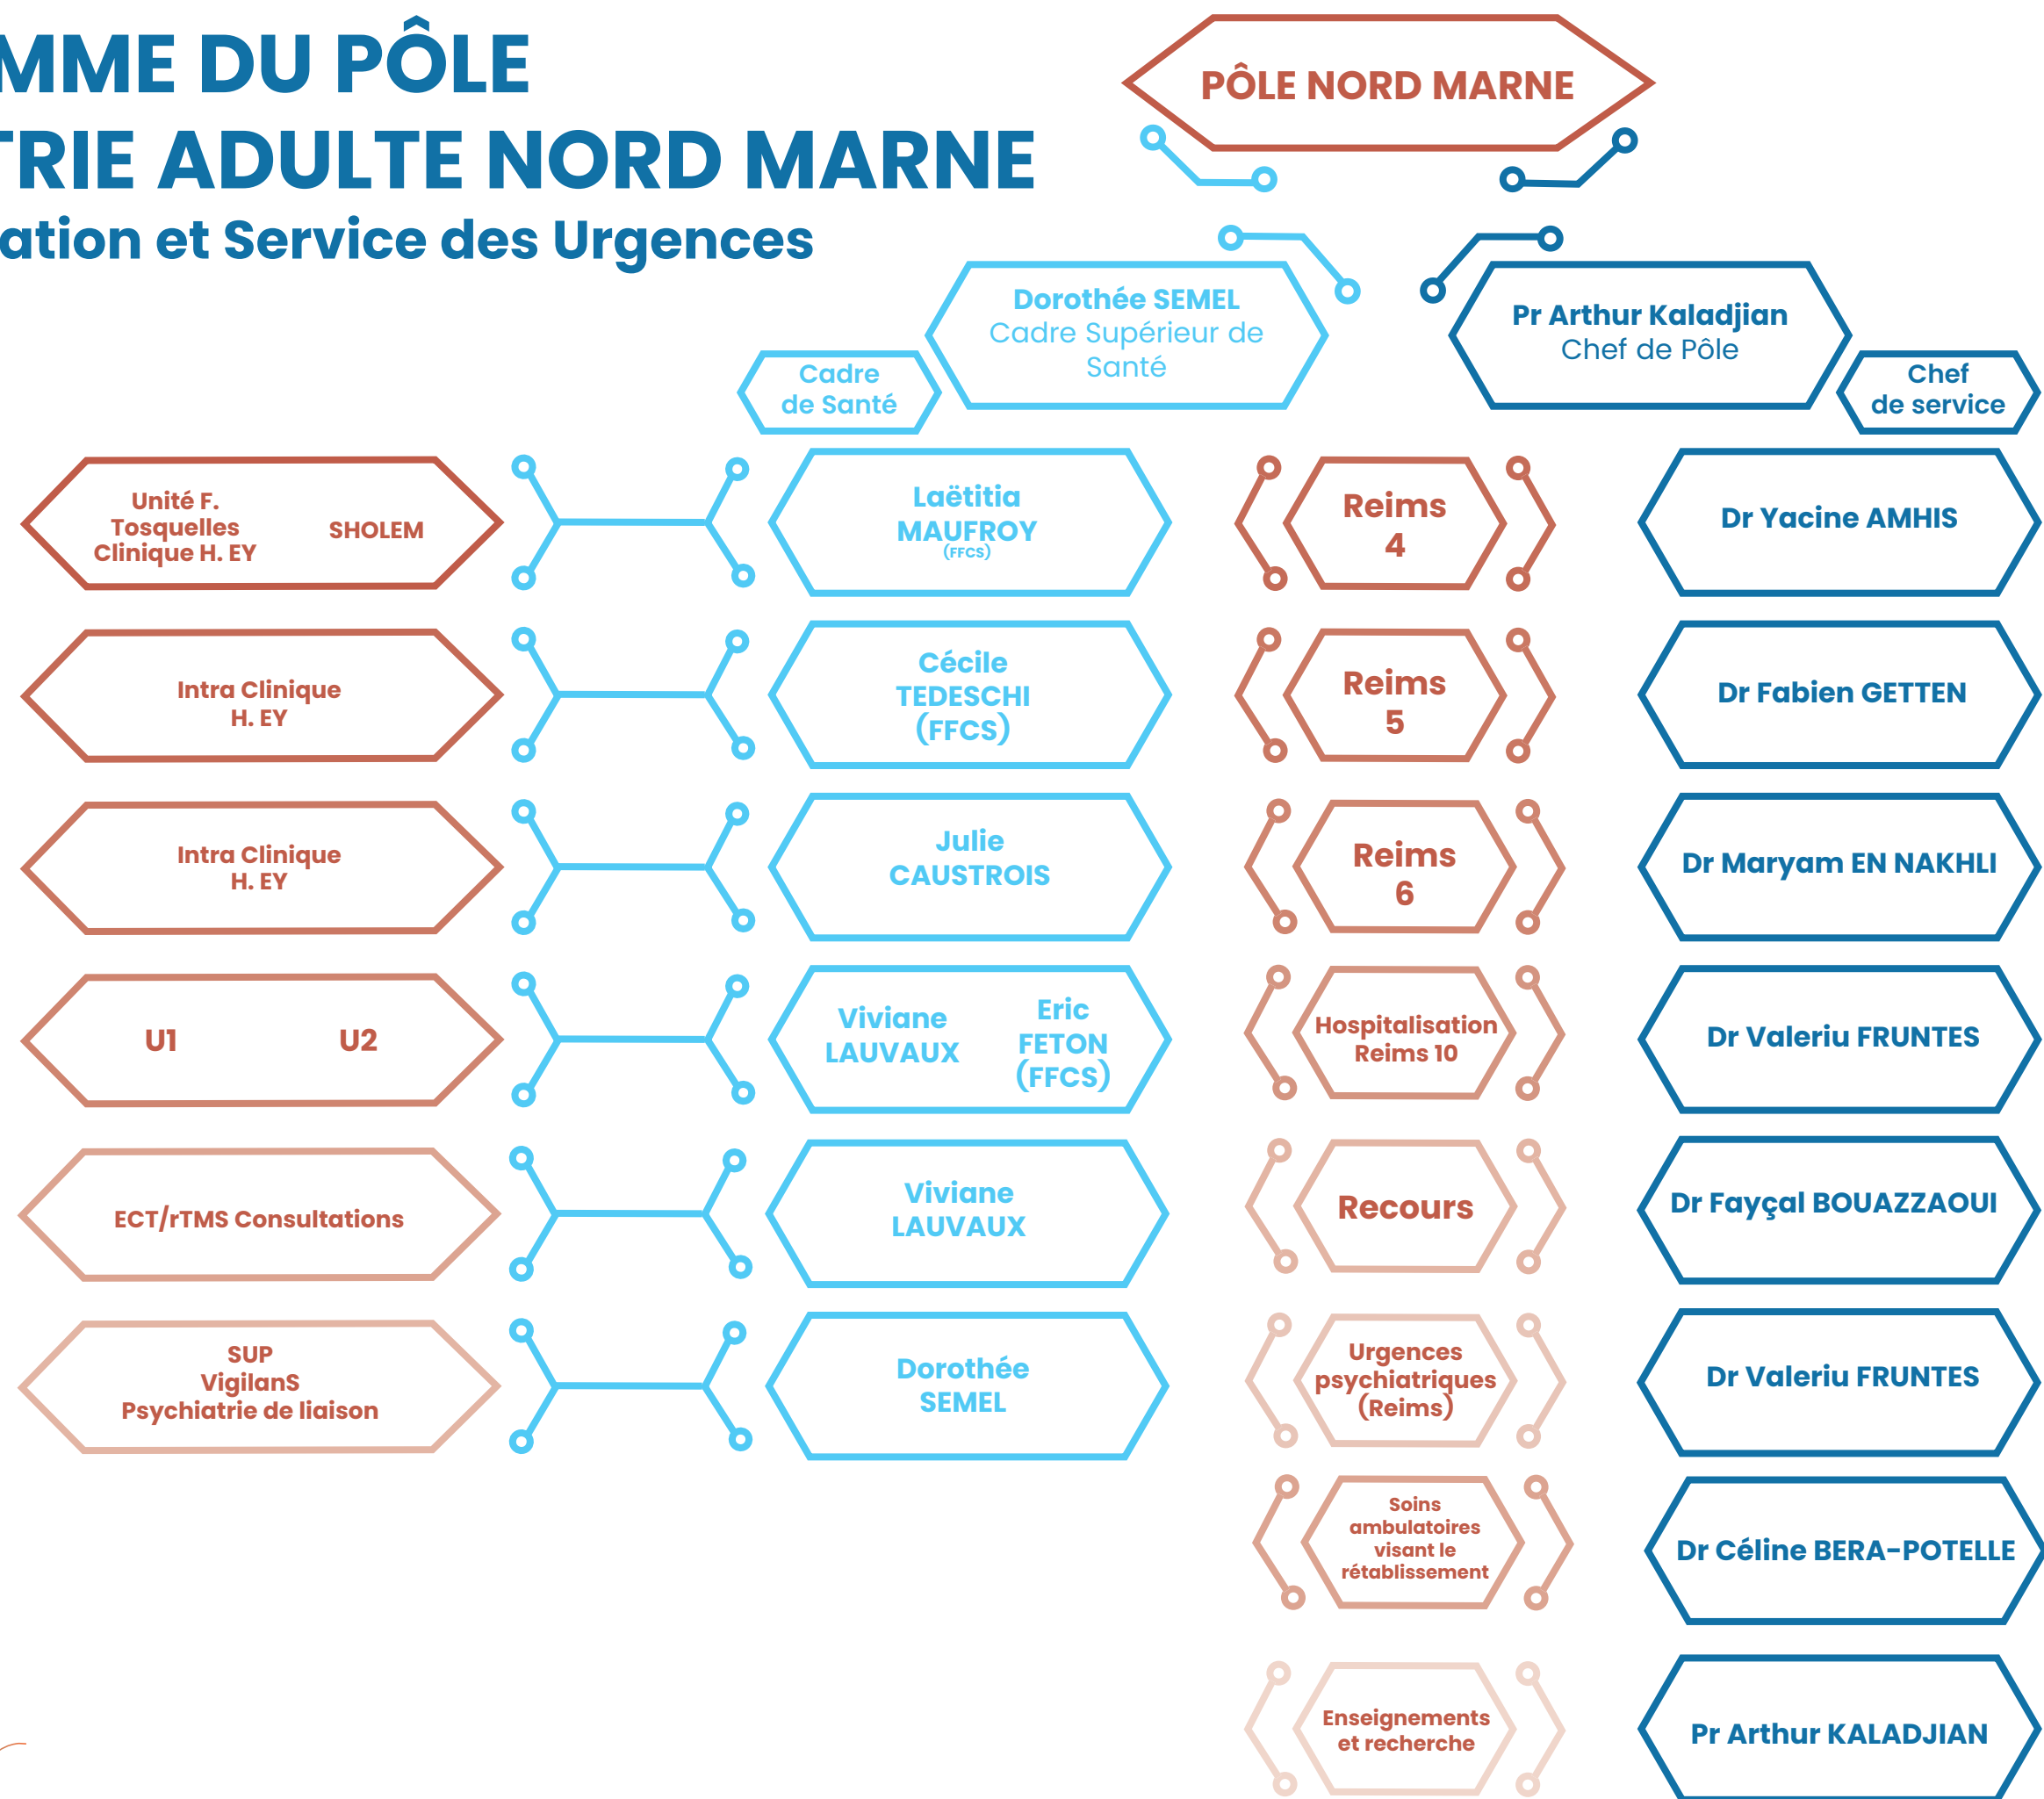 MME DU PÔLE
TRIE ADULTE NORD MARNE
ation et Service des Urgences
PÔLE NORD MARNE
Dorothée SEMEL
Cadre Supérieur de
Santé
Pr Arthur Kaladjian
Chef de Pôle
Cadre
de Santé
Chef
de service
Unité F.
Tosquelles
Clinique H. EY
SHOLEM
Laëtitia
MAUFROY
(FFCS)
Reims
4
Dr Yacine AMHIS
Intra Clinique
H. EY
Cécile
TEDESCHI
(FFCS)
Reims
5
Dr Fabien GETTEN
Intra Clinique
H. EY
Julie
CAUSTROIS
Reims
6
Dr Maryam EN NAKHLI
U1
U2
Viviane
LAUVAUX
Eric
FETON
(FFCS)
Hospitalisation
Reims 10
Dr Valeriu FRUNTES
ECT/rTMS Consultations
Viviane
LAUVAUX
Recours
Dr Fayçal BOUAZZAOUI
SUP
VigilanS
Psychiatrie de liaison
Dorothée
SEMEL
Urgences
psychiatriques
(Reims)
Dr Valeriu FRUNTES
Soins
ambulatoires
visant le
rétablissement
Dr Céline BERA-POTELLE
Enseignements
et recherche
Pr Arthur KALADJIAN